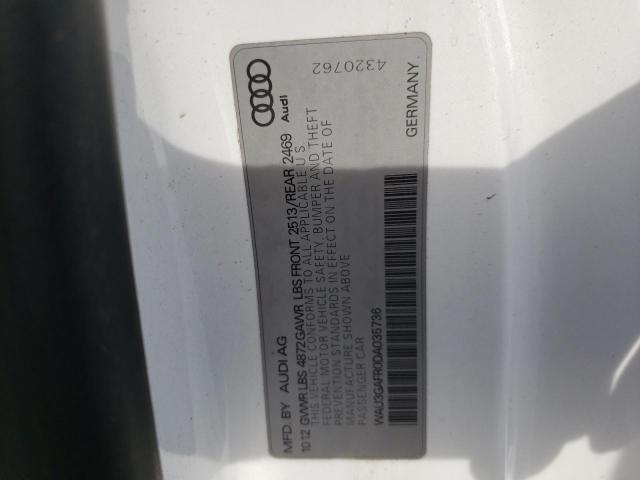 MFD. BY AUDI AG
10 12 GVWR LBS 4872 GAWR LBS FRONT 2513/REAR 2469
THIS VEHICLE CONFORMS TO ALL APPLICABLE U S
FEDERAL MOTOR VEHICLE SAFETY, BUMPER AND THEFT
PREVENTION STANDARDS IN EFFECT ON THE DATE OF
MANUFACTURE SHOWN ABOVE
PASSENGER CAR
WAU3GAFR0DA035736
Audi
4320762
GERMANY